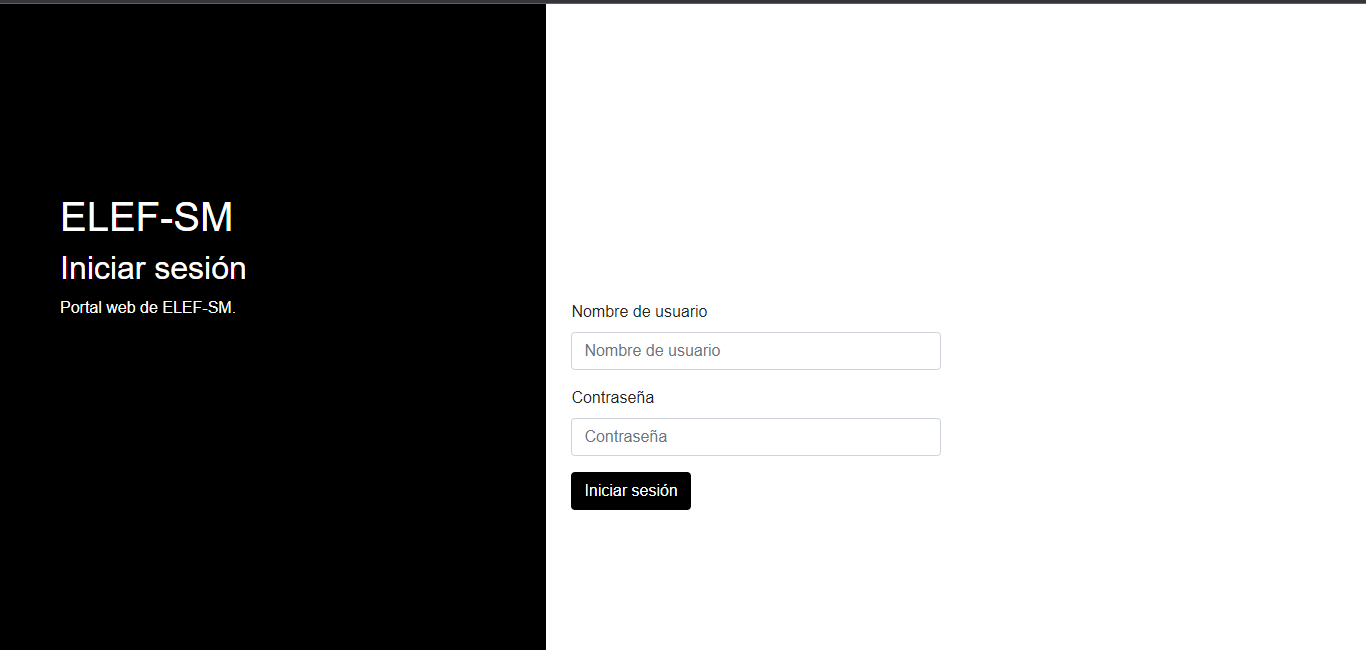 ELEF-SM
Iniciar sesión
Portal web de ELEF-SM.
Nombre de usuario
Nombre de usuario
Contraseña
Contraseña
Iniciar sesión